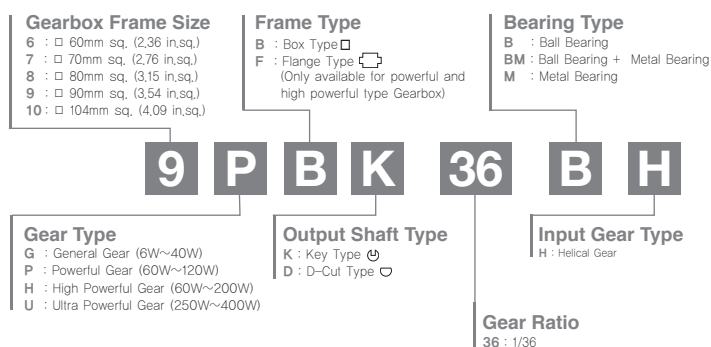 Gearbox Frame Size
6 : □ 60mm sq. (2.36 in.sq.)
7 : □ 70mm sq. (2.76 in.sq.)
8 : □ 80mm sq. (3.15 in.sq.)
9 : □ 90mm sq. (3.54 in.sq.)
10 : □ 104mm sq. (4.09 in.sq.)
Frame Type
B : Box Type
F : Flange Type
(Only available for powerful and
high powerful type Gearbox)
Bearing Type
B : Ball Bearing
BM : Ball Bearing + Metal Bearing
M : Metal Bearing
9 P B K 36 B H
Gear Type
G : General Gear (6W~40W)
P : Powerful Gear (60W~120W)
H : High Powerful Gear (60W~200W)
U : Ultra Powerful Gear (250W~400W)
Output Shaft Type
K : Key Type
D : D-Cut Type
Input Gear Type
H : Helical Gear
Gear Ratio
36 : 1/36